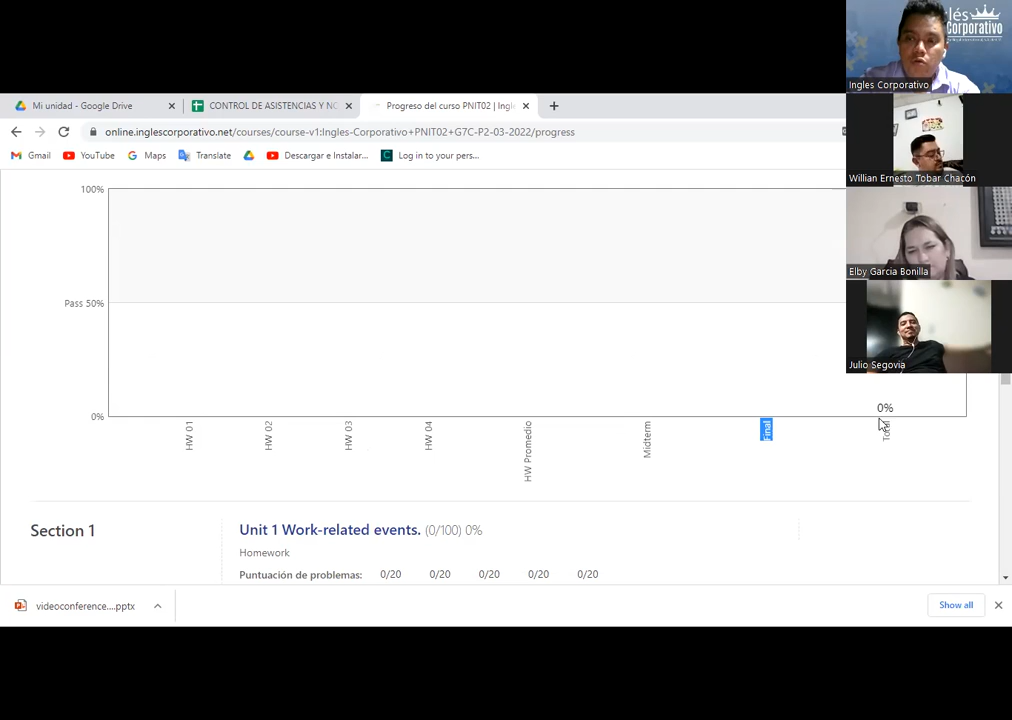 lés
Corporativo
Ingles Corporativo
Mi unidad - Google Drive
CONTROL DE ASISTENCIAS Y NO
Progreso del curso PNIT02 | Ingl
online.inglescorporativo.net/courses/course-v1:Ingles-Corporativo+PNIT02+G7C-P2-03-2022/progress
Gmail
YouTube
Maps
Translate
Descargar e Instalar...
Log in to your pers...
Willian Ernesto Tobar Chacón
Elby Garcia Bonilla
Julio Segovia
100%
Pass 50%
0%
0%
HW 01
HW 02
HW 03
HW 04
HW Promedio
Midterm
Final
Total
Section 1
Unit 1 Work-related events. (0/100) 0%
Homework
Puntuación de problemas: 0/20 0/20 0/20 0/20 0/20
videoconference....pptx
Show all